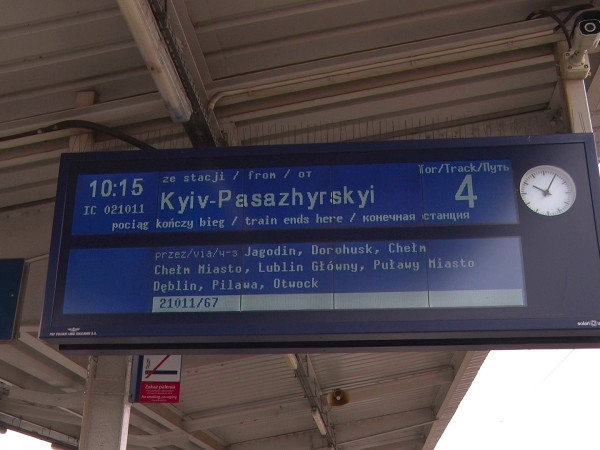 10:15
IC 021011
ze stacji / from / от
Kyiv-Pasazhyrskyi
pociąg kończy bieg / train ends here / конечная станция
Tor/Track/Путь
4
przez/via/ч-з Jagodin, Dorohusk, Chełm
Chełm Miasto, Lublin Główny, Puławy Miasto
Dęblin, Pilawa, Otwock
21011/67
Zakaz palenia